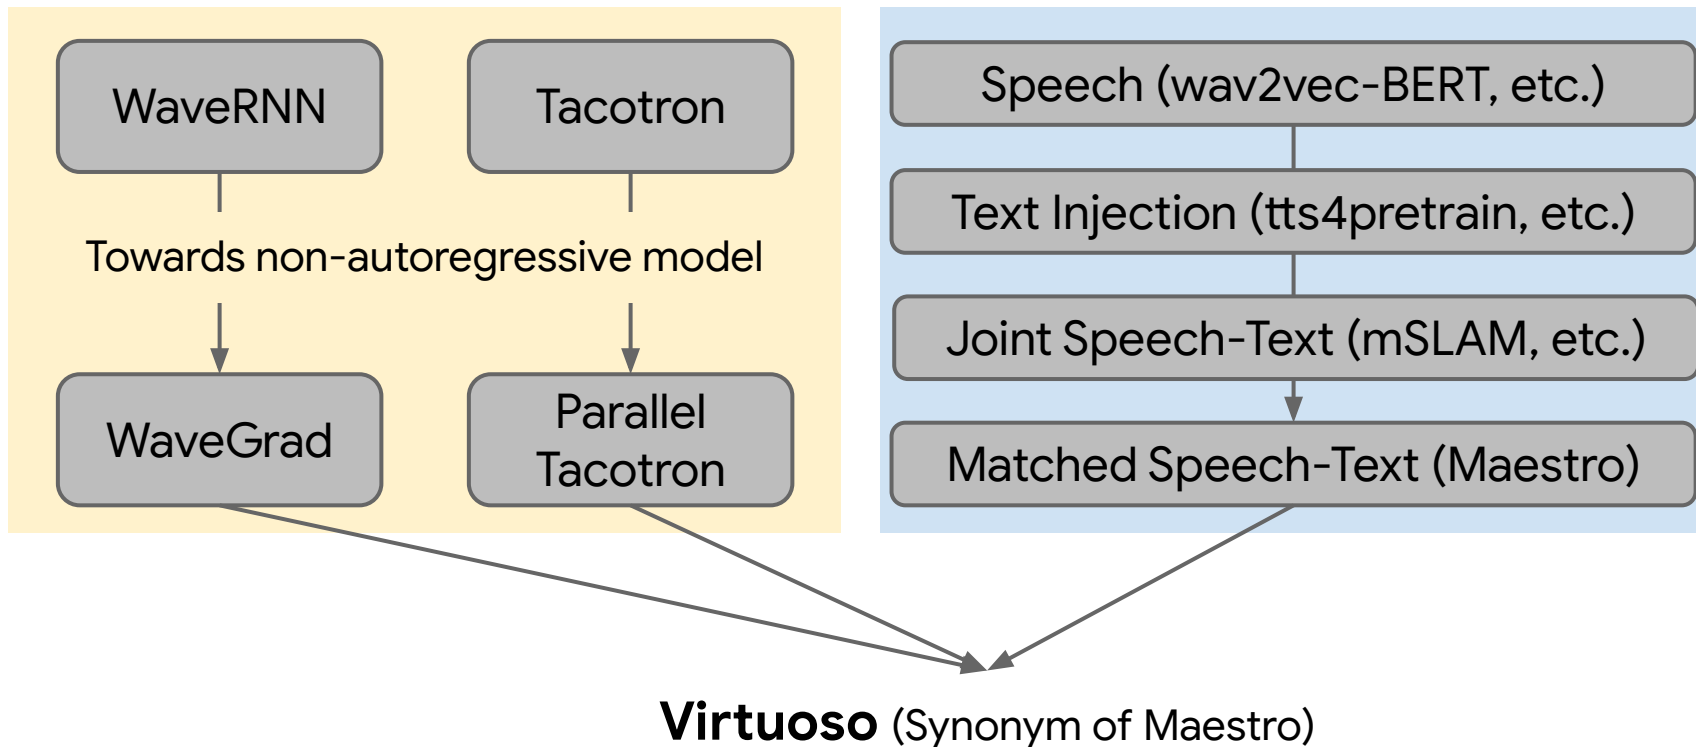 WaveRNN
Tacotron
Towards non-autoregressive model
WaveGrad
Parallel
Tacotron
Speech (wav2vec-BERT, etc.)
Text Injection (tts4pretrain, etc.)
Joint Speech-Text (mSLAM, etc.)
Matched Speech-Text (Maestro)
Virtuoso (Synonym of Maestro)